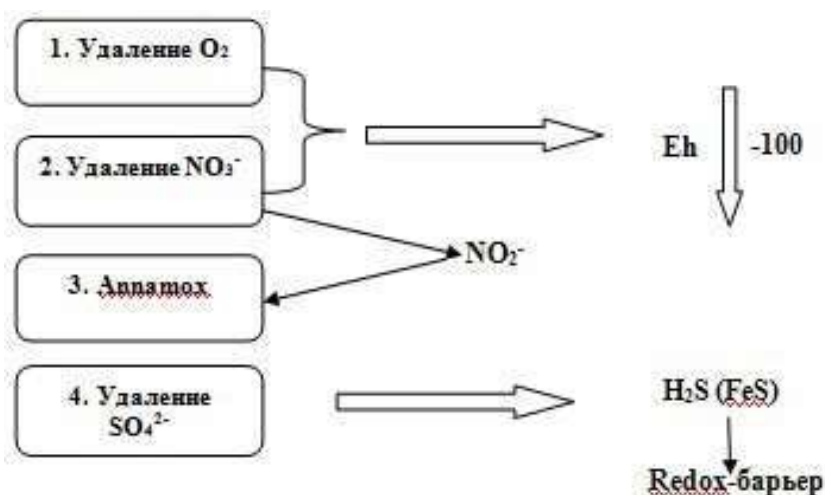 1. Удаление O₂
2. Удаление NO₃⁻
Eh
-100
NO₂⁻
3. Annamox
4. Удаление
SO₄²⁻
H₂S (FeS)
Redox-барьер